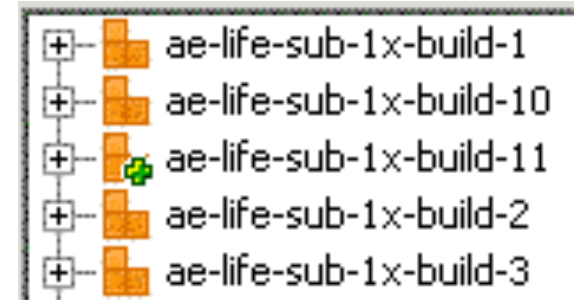 ae-life-sub-1x-build-1
ae-life-sub-1x-build-10
ae-life-sub-1x-build-11
ae-life-sub-1x-build-2
ae-life-sub-1x-build-3